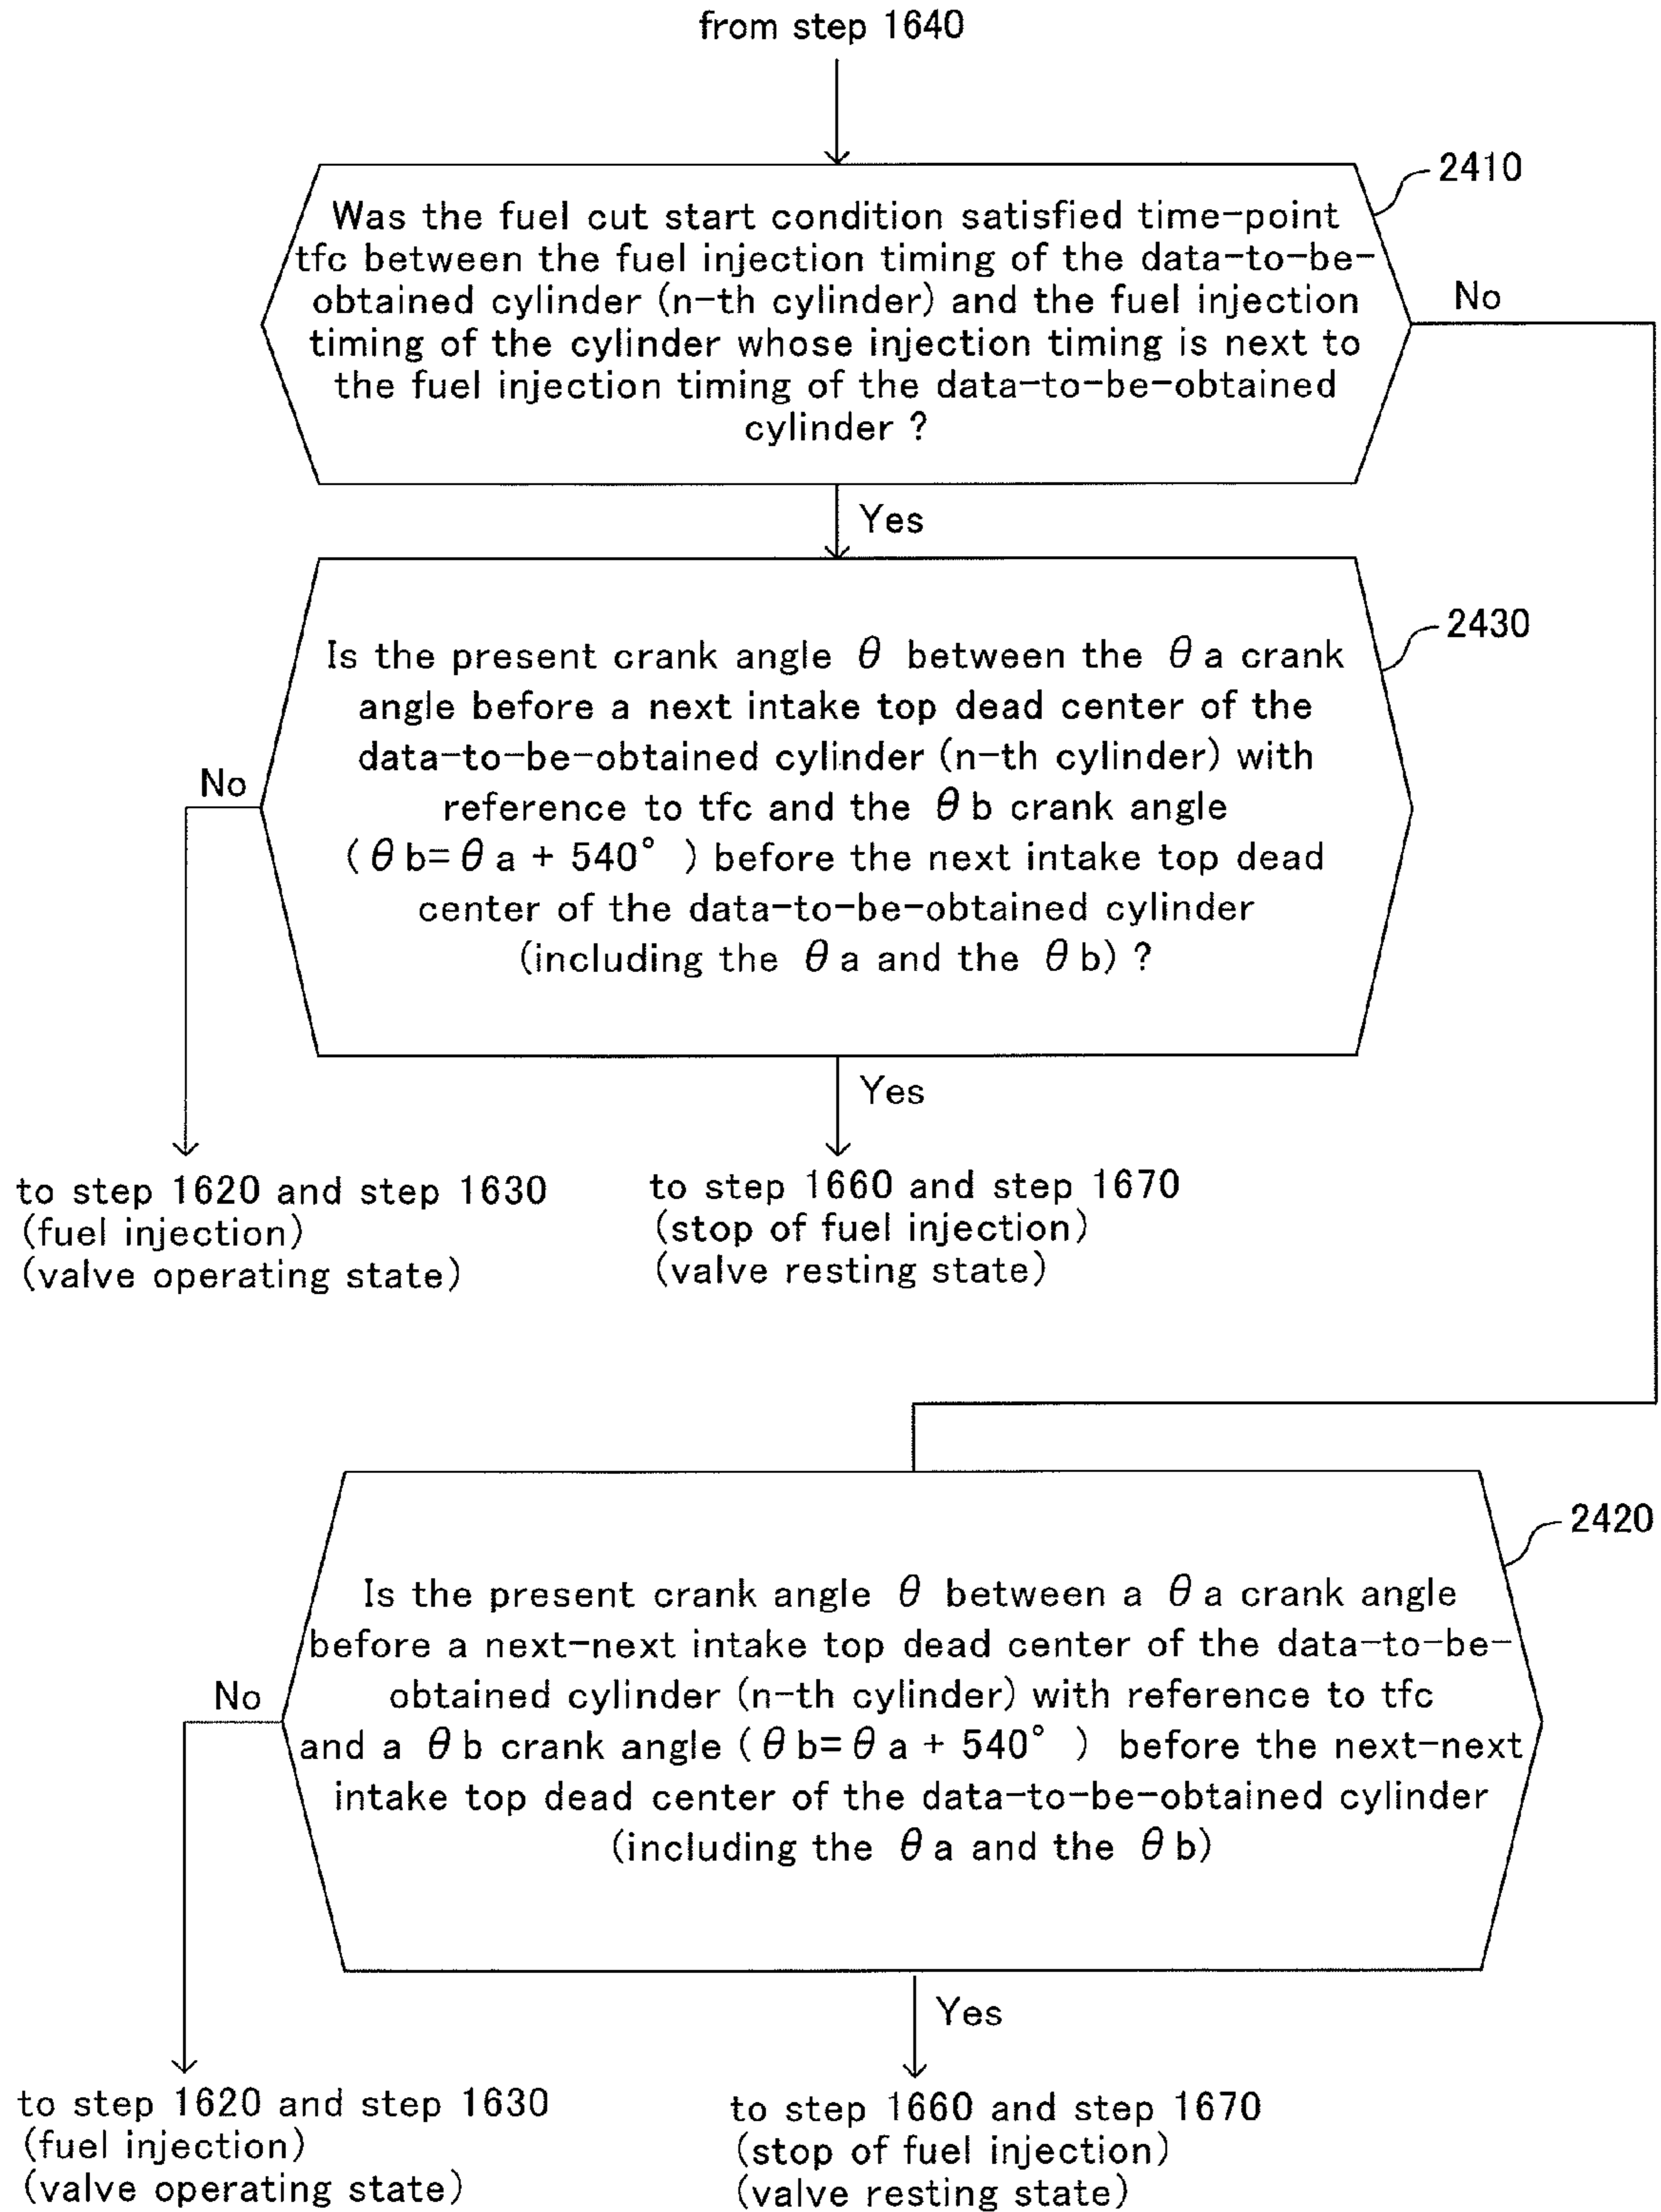 from step 1640
2410
Was the fuel cut start condition satisfied time-point
tfc between the fuel injection timing of the data-to-be-
obtained cylinder (n-th cylinder) and the fuel injection
timing of the cylinder whose injection timing is next to
the fuel injection timing of the data-to-be-obtained
cylinder ?
No
Yes
2430
Is the present crank angle θ between the θa crank
angle before a next intake top dead center of the
data-to-be-obtained cylinder (n-th cylinder) with
reference to tfc and the θb crank angle
(θb=θa + 540° ) before the next intake top dead
center of the data-to-be-obtained cylinder
(including the θa and the θb) ?
No
Yes
to step 1620 and step 1630
(fuel injection)
(valve operating state)
to step 1660 and step 1670
(stop of fuel injection)
(valve resting state)
2420
Is the present crank angle θ between a θa crank angle
before a next-next intake top dead center of the data-to-be-
obtained cylinder (n-th cylinder) with reference to tfc
and a θb crank angle (θb=θa + 540° ) before the next-next
intake top dead center of the data-to-be-obtained cylinder
(including the θa and the θb)
No
Yes
to step 1620 and step 1630
(fuel injection)
(valve operating state)
to step 1660 and step 1670
(stop of fuel injection)
(valve resting state)